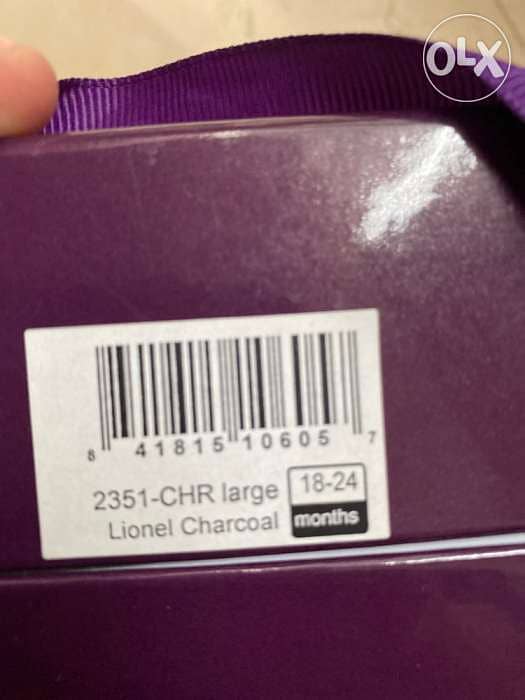 OLX
8 41815 10605 7
2351-CHR large
18-24
Lionel Charcoal
months